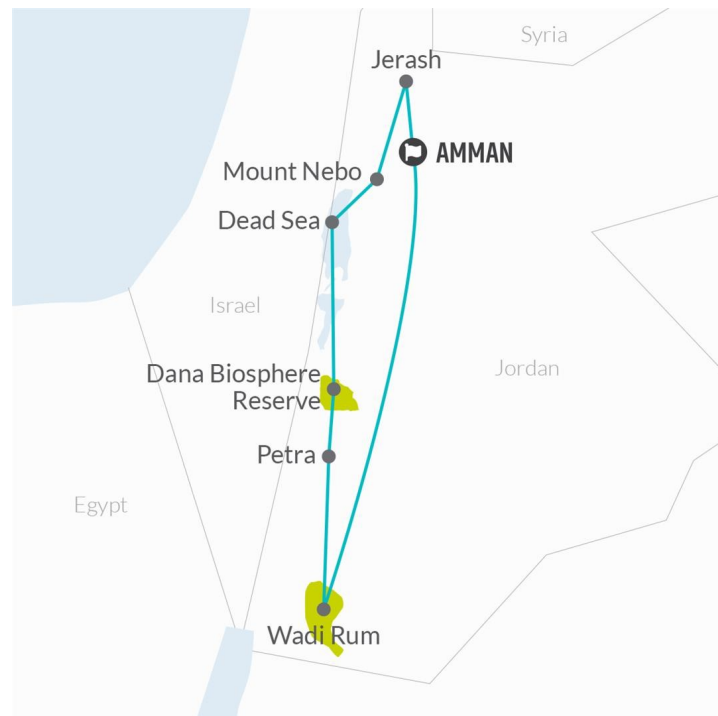 Syria
Jerash
AMMAN
Mount Nebo
Dead Sea
Israel
Jordan
Dana Biosphere
Reserve
Petra
Egypt
Wadi Rum